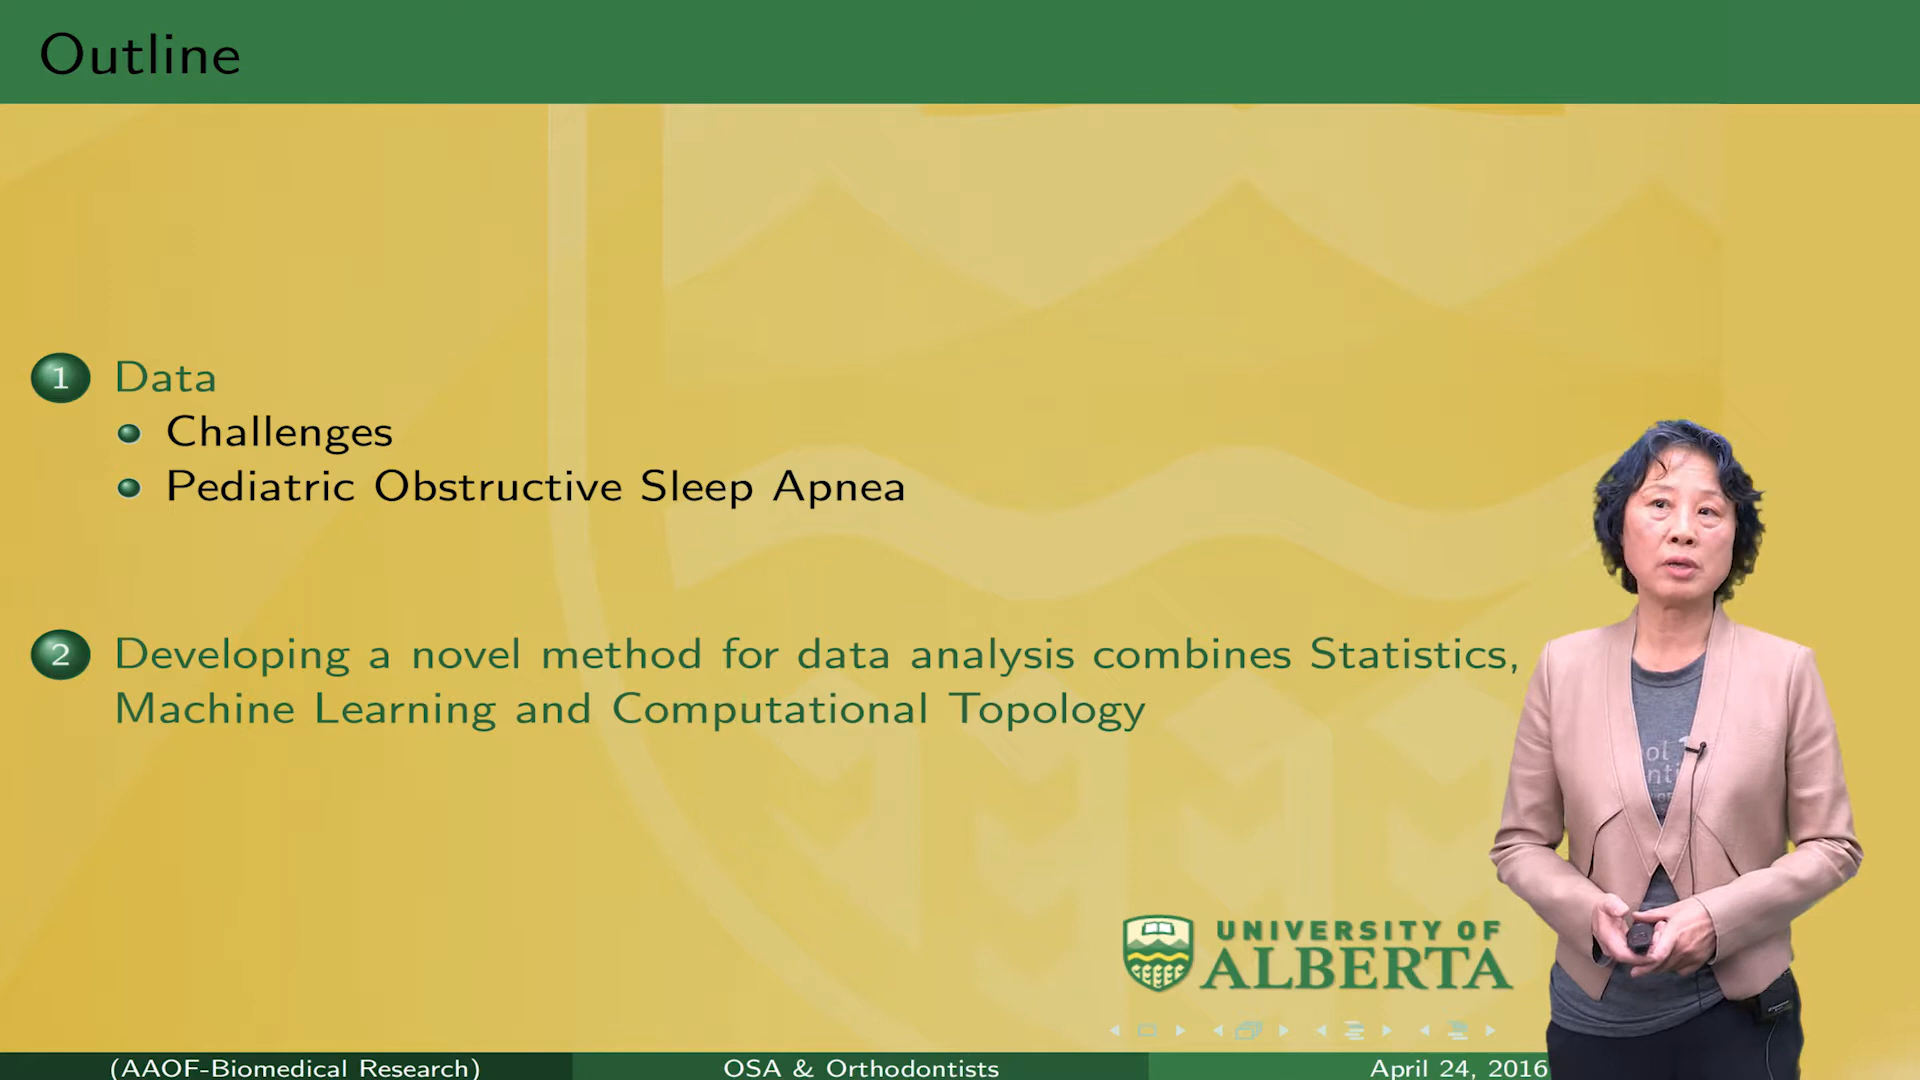 Outline
1 Data
Challenges
Pediatric Obstructive Sleep Apnea
2 Developing a novel method for data analysis combines Statistics,
Machine Learning and Computational Topology
UNIVERSITY OF
ALBERTA
(AAOF-Biomedical Research) OSA & Orthodontists April 24, 2016